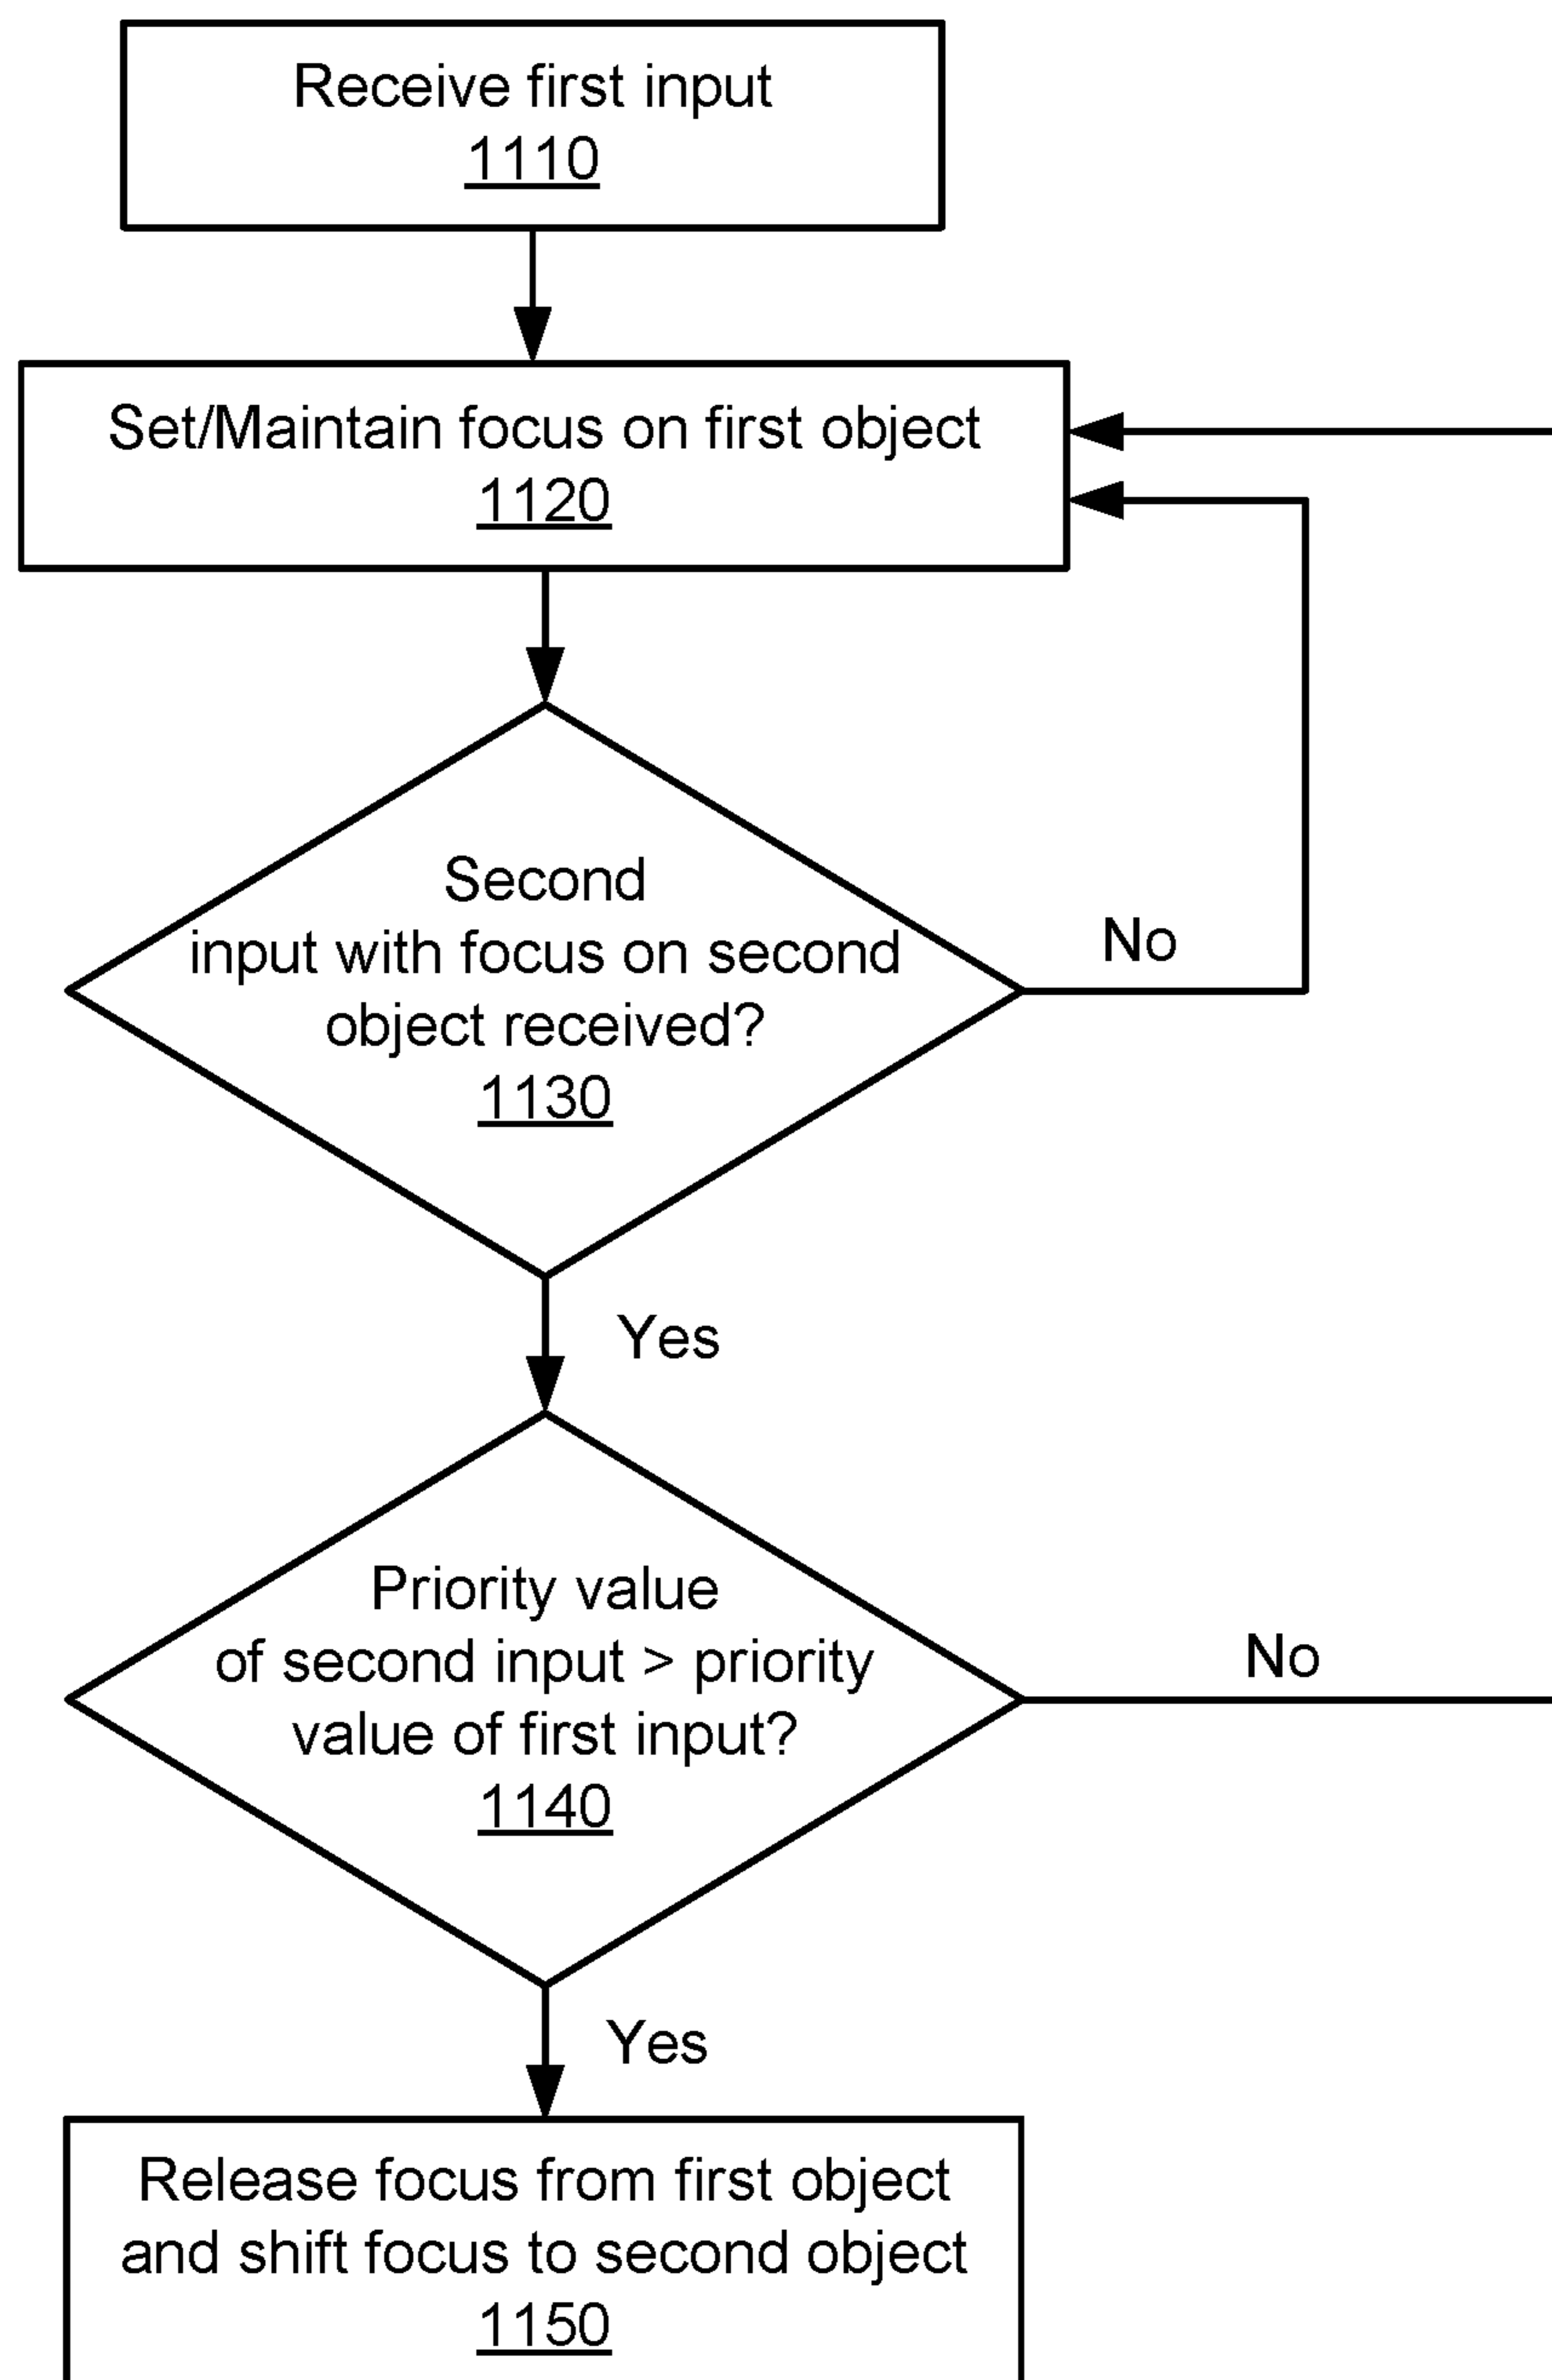 Receive first input
1110
Set/Maintain focus on first object
1120
Second
input with focus on second
object received?
1130
No
Yes
Priority value
of second input > priority
value of first input?
1140
No
Yes
Release focus from first object
and shift focus to second object
1150